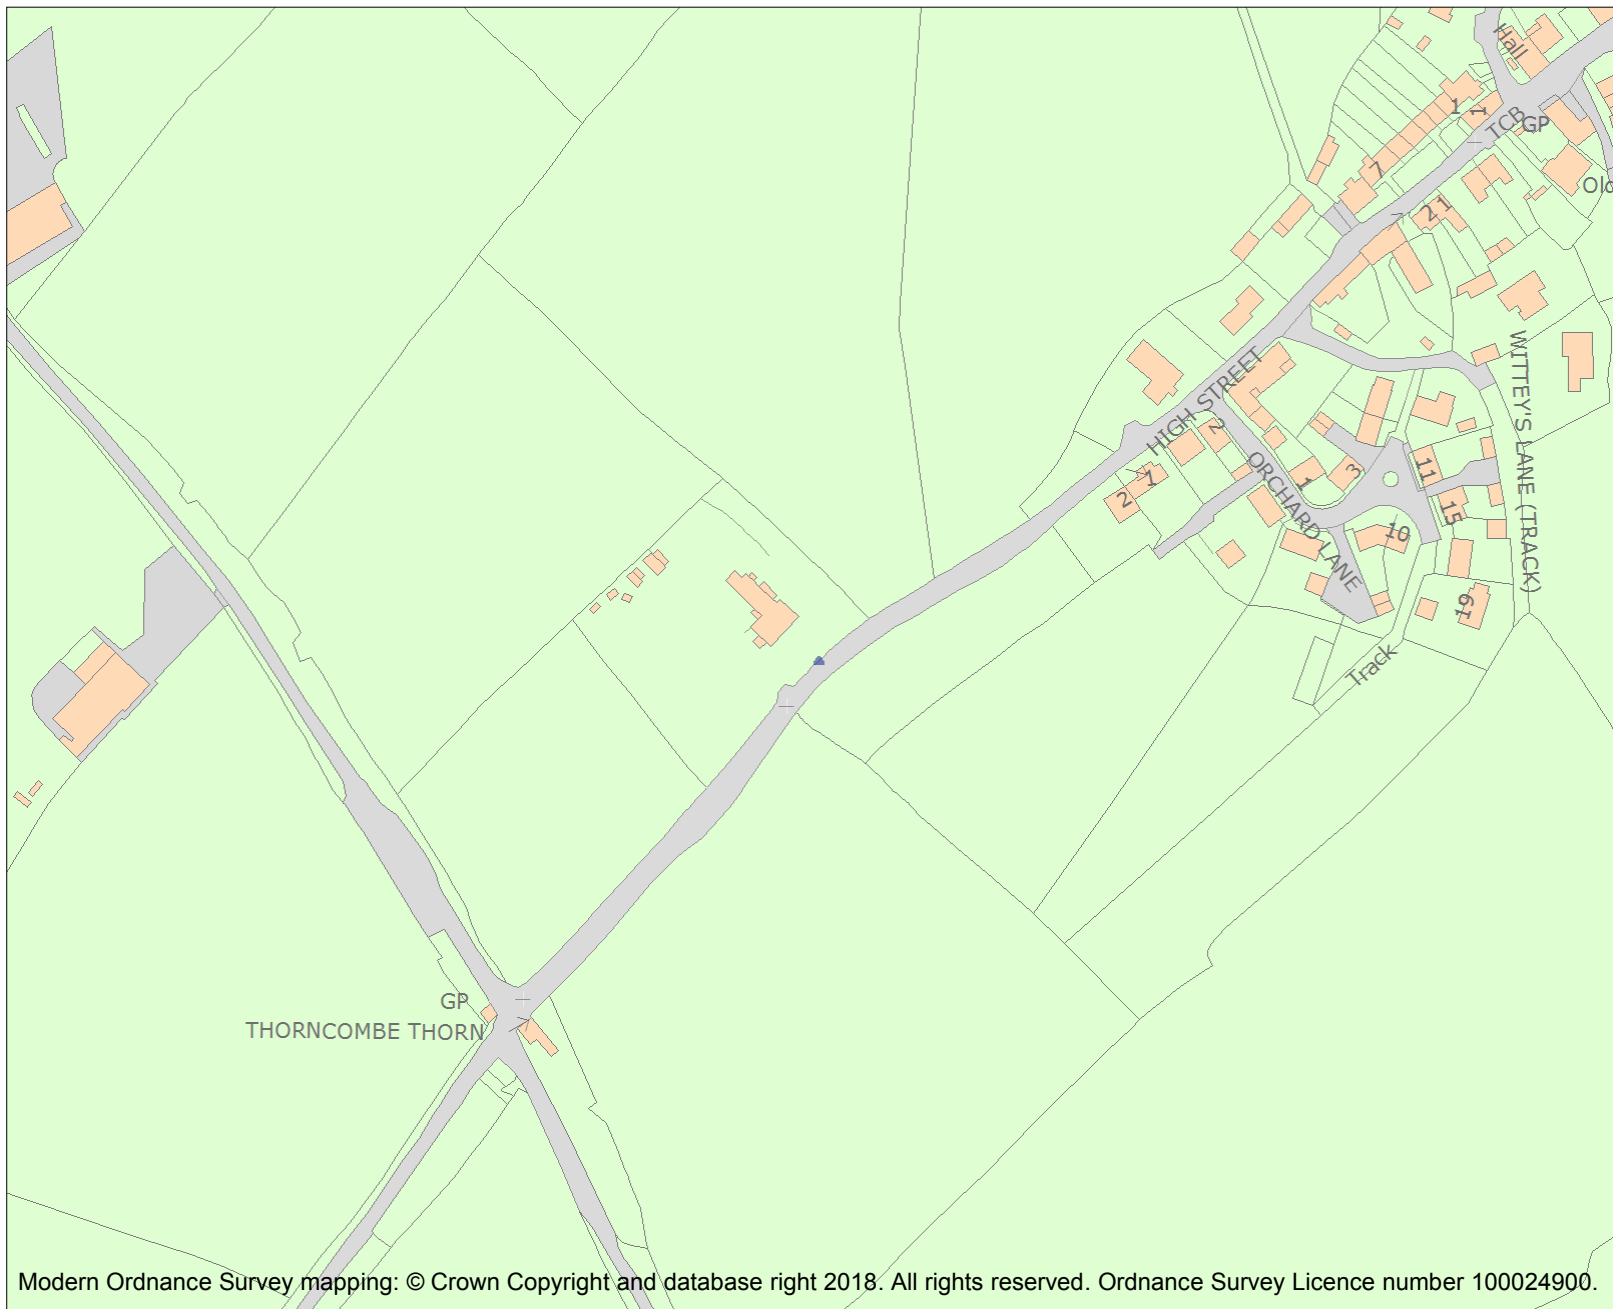 Hall
1
1
TCB
GP
7
21
HIGH STREET
2
1
2
ORCHARD LANE
1
3
11
15
10
19
WITTEY'S LANE (TRACK)
Track
GP
THORNCOMBE THORN
Modern Ordnance Survey mapping: © Crown Copyright and database right 2018. All rights reserved. Ordnance Survey Licence number 100024900.